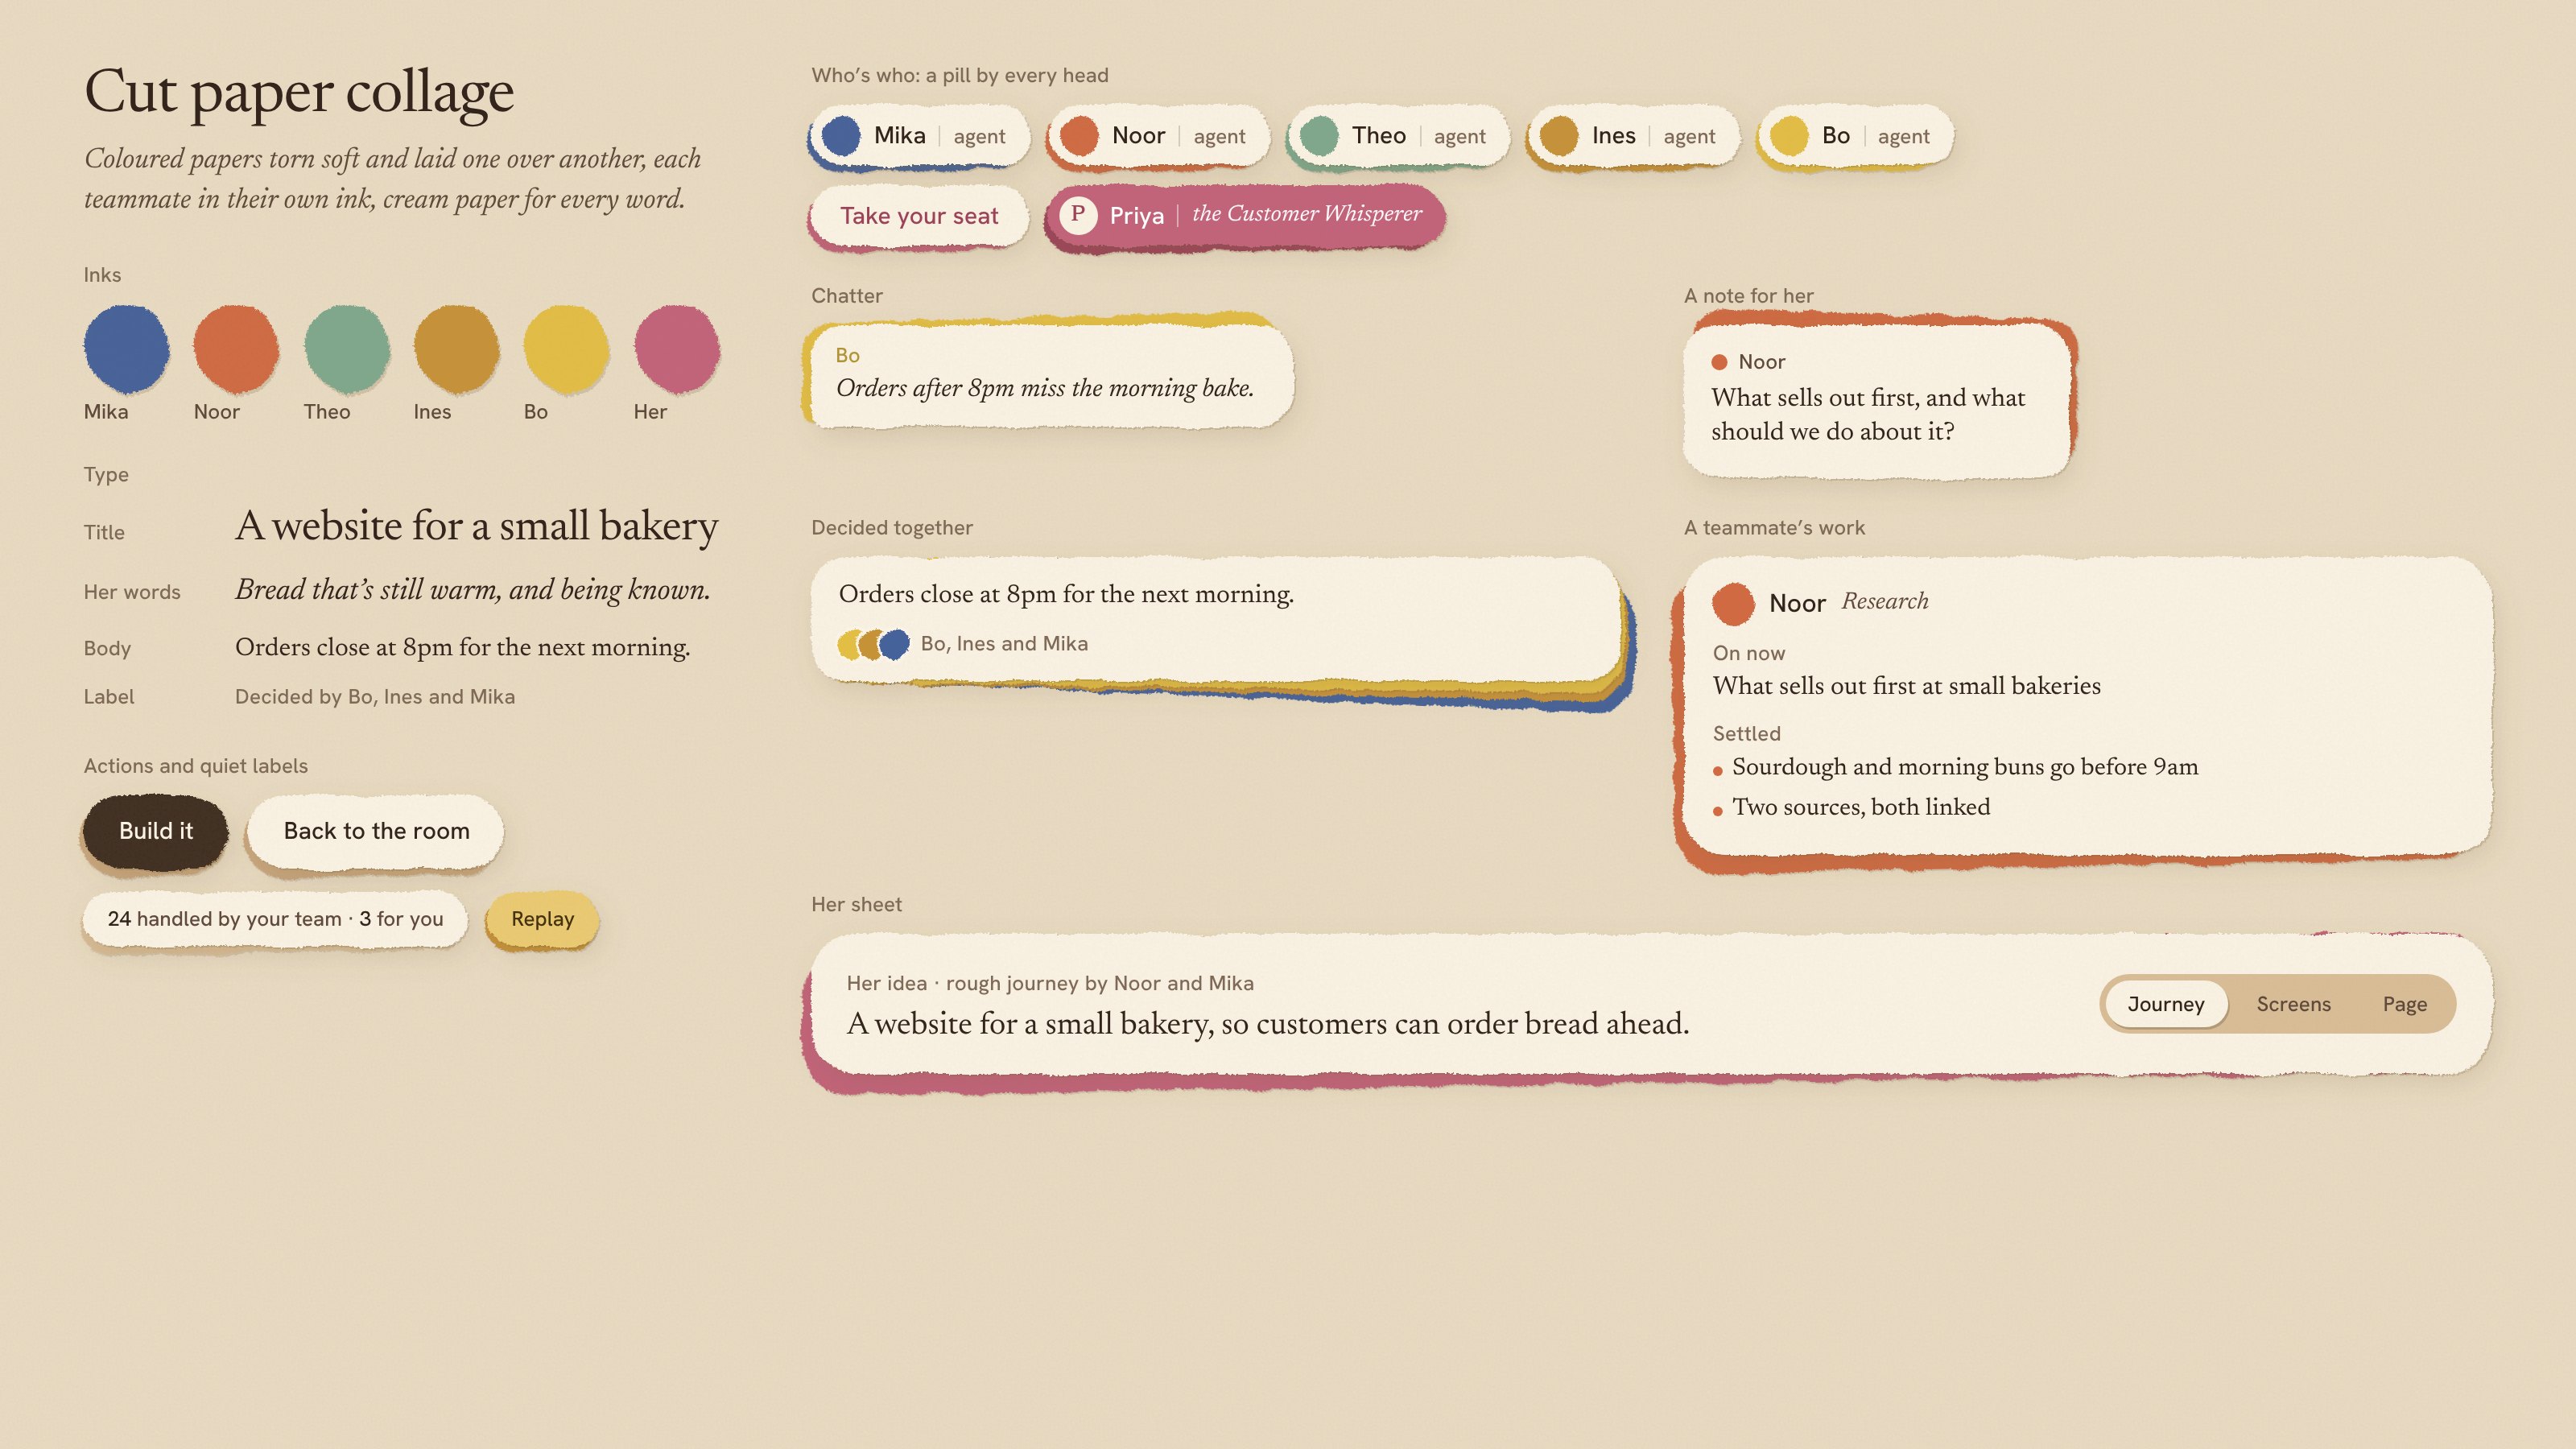 Cut paper collage
Coloured papers torn soft and laid one over another, each
teammate in their own ink, cream paper for every word.
Inks
Mika
Noor
Theo
Ines
Bo
Her
Type
Title
A website for a small bakery
Her words
Bread that’s still warm, and being known.
Body
Orders close at 8pm for the next morning.
Label
Decided by Bo, Ines and Mika
Actions and quiet labels
Build it
Back to the room
24 handled by your team · 3 for you
Replay
Who’s who: a pill by every head
Mika | agent
Noor | agent
Theo | agent
Ines | agent
Bo | agent
Take your seat
P Priya | the Customer Whisperer
Chatter
Bo
Orders after 8pm miss the morning bake.
A note for her
Noor
What sells out first, and what
should we do about it?
Decided together
Orders close at 8pm for the next morning.
Bo, Ines and Mika
A teammate’s work
Noor Research
On now
What sells out first at small bakeries
Settled
Sourdough and morning buns go before 9am
Two sources, both linked
Her sheet
Her idea · rough journey by Noor and Mika
A website for a small bakery, so customers can order bread ahead.
Journey
Screens
Page